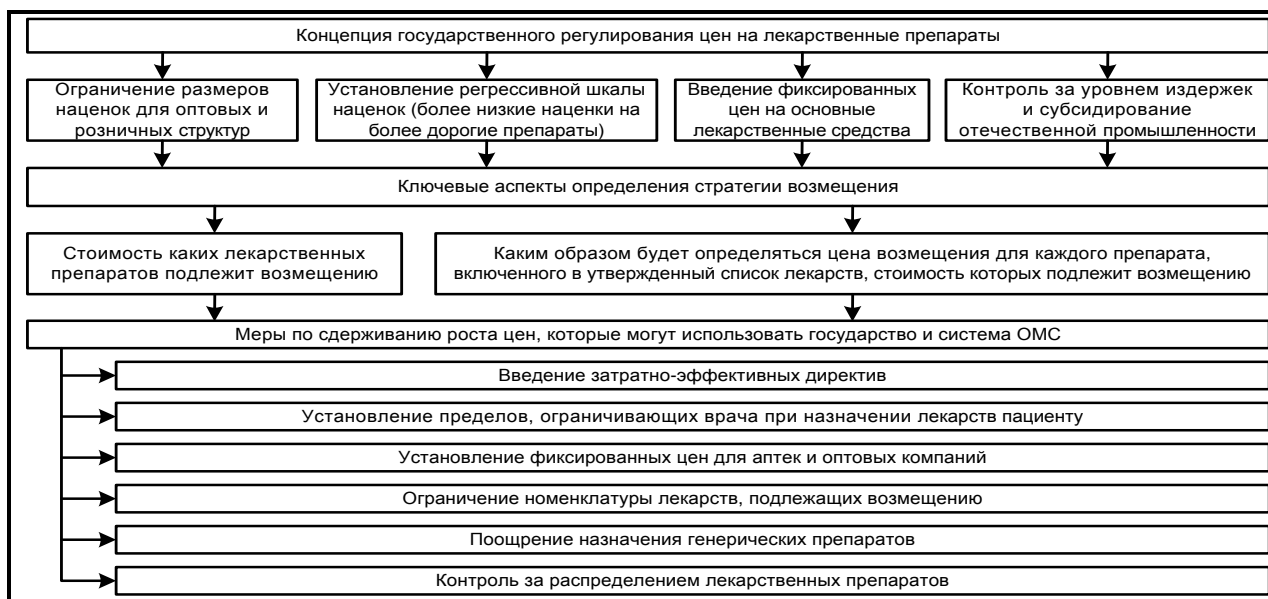 Концепция государственного регулирования цен на лекарственные препараты
Ограничение размеров
наценок для оптовых и
розничных структур
Установление регрессивной шкалы
наценок (более низкие наценки на
более дорогие препараты)
Введение фиксированных
цен на основные
лекарственные средства
Контроль за уровнем издержек
и субсидирование
отечественной промышленности
Ключевые аспекты определения стратегии возмещения
Стоимость каких лекарственных
препаратов подлежит возмещению
Каким образом будет определяться цена возмещения для каждого препарата,
включенного в утвержденный список лекарств, стоимость которых подлежит возмещению
Меры по сдерживанию роста цен, которые могут использовать государство и система ОМС
Введение затратно-эффективных директив
Установление пределов, ограничивающих врача при назначении лекарств пациенту
Установление фиксированных цен для аптек и оптовых компаний
Ограничение номенклатуры лекарств, подлежащих возмещению
Поощрение назначения генерических препаратов
Контроль за распределением лекарственных препаратов